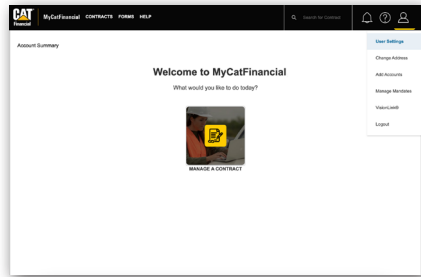 CAT
Financial
MyCatFinancial CONTRACTS FORMS HELP
Search for Contract
Account Summary
User Settings
Change Address
Add Accounts
Manage Mandates
VisionLink®
Logout
Welcome to MyCatFinancial
What would you like to do today?
MANAGE A CONTRACT